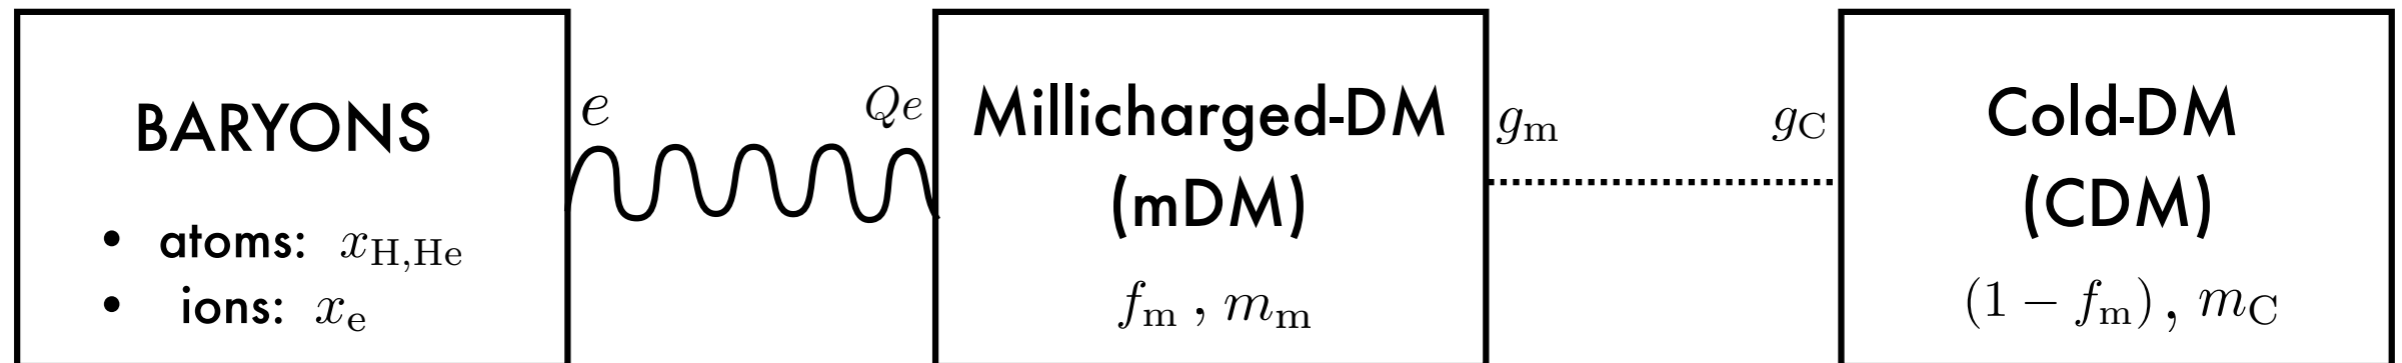 BARYONS
• atoms: x_H,He
• ions: x_e
e
Qe
Millicharged-DM
(mDM)
f_m , m_m
g_m
g_C
Cold-DM
(CDM)
(1 − f_m) , m_C